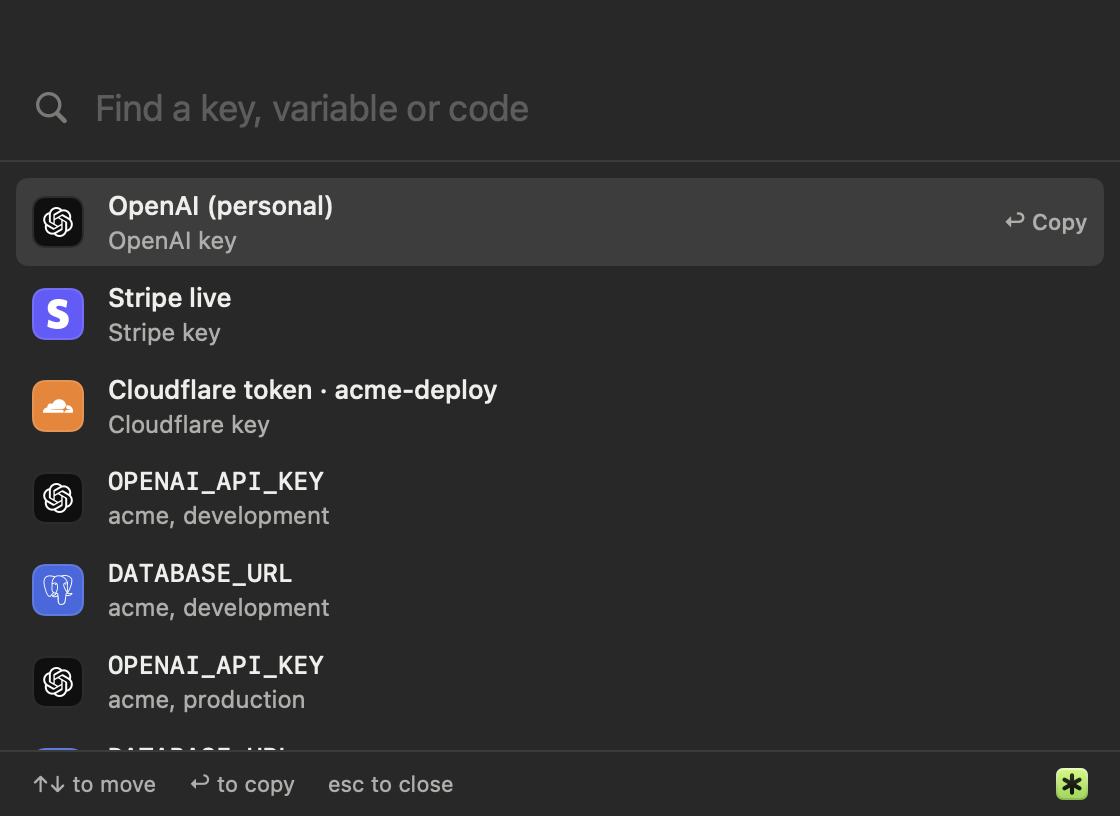 Find a key, variable or code
OpenAI (personal)
OpenAI key
↩ Copy
Stripe live
Stripe key
Cloudflare token · acme-deploy
Cloudflare key
OPENAI_API_KEY
acme, development
DATABASE_URL
acme, development
OPENAI_API_KEY
acme, production
↑↓ to move
↩ to copy
esc to close